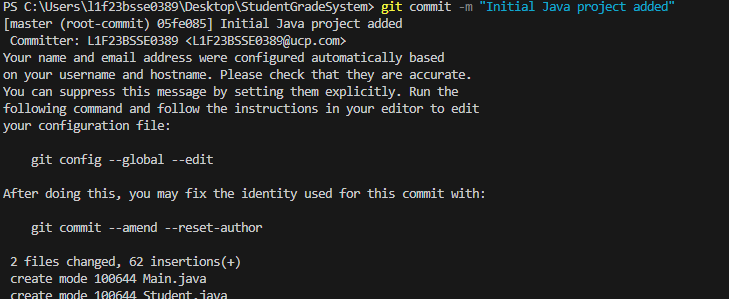 PS C:\Users\l1f23bsse0389\Desktop\StudentGradeSystem> git commit -m "Initial Java project added"
[master (root-commit) 05fe085] Initial Java project added
 Committer: L1F23BSSE0389 <L1F23BSSE0389@ucp.com>
Your name and email address were configured automatically based
on your username and hostname. Please check that they are accurate.
You can suppress this message by setting them explicitly. Run the
following command and follow the instructions in your editor to edit
your configuration file:

    git config --global --edit

After doing this, you may fix the identity used for this commit with:

    git commit --amend --reset-author

 2 files changed, 62 insertions(+)
 create mode 100644 Main.java
 create mode 100644 Student.java